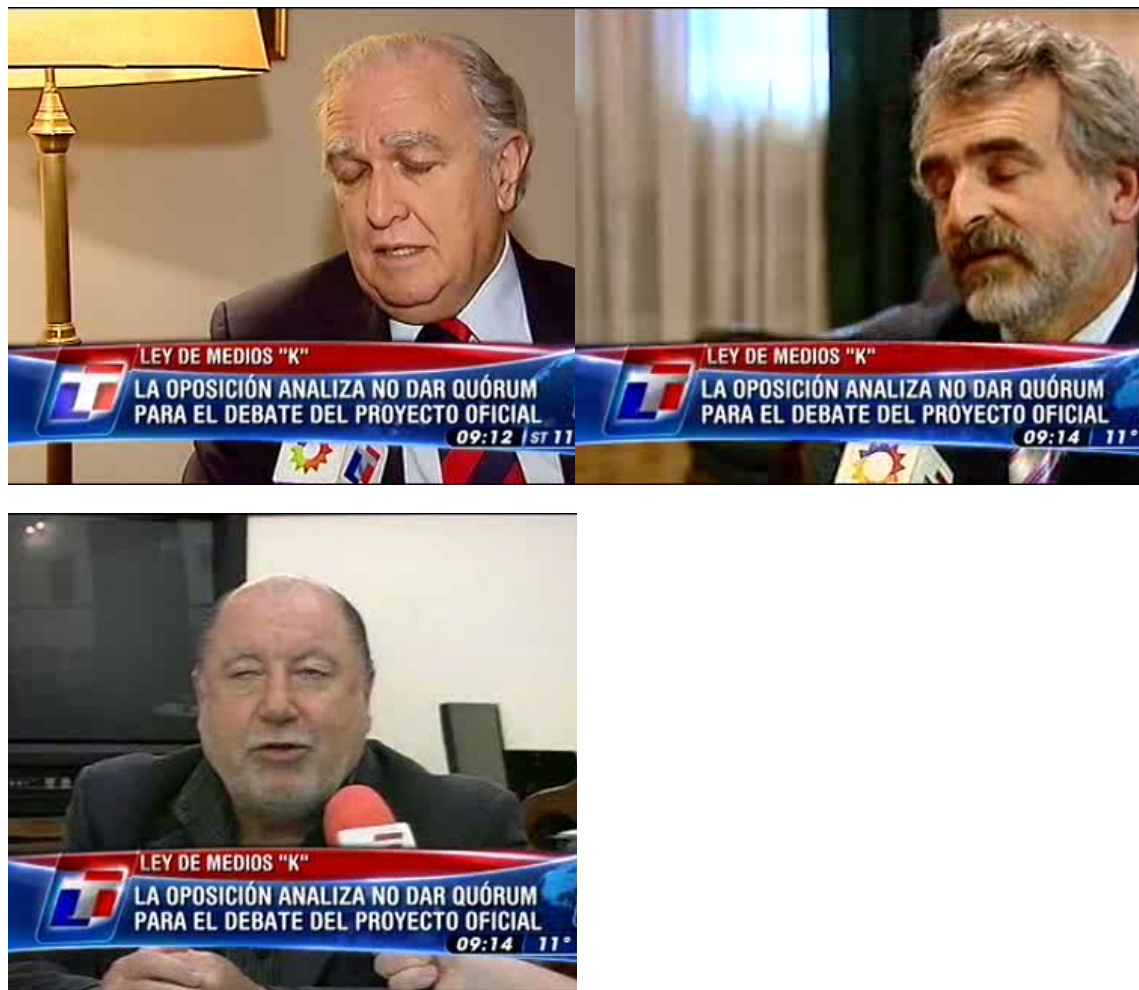 LEY DE MEDIOS "K"
LA OPOSICIÓN ANALIZA NO DAR QUÓRUM
PARA EL DEBATE DEL PROYECTO OFICIAL
09:12 ST 11
LEY DE MEDIOS "K"
LA OPOSICIÓN ANALIZA NO DAR QUÓRUM
PARA EL DEBATE DEL PROYECTO OFICIAL
09:14 11°
LEY DE MEDIOS "K"
LA OPOSICIÓN ANALIZA NO DAR QUÓRUM
PARA EL DEBATE DEL PROYECTO OFICIAL
09:14 11°